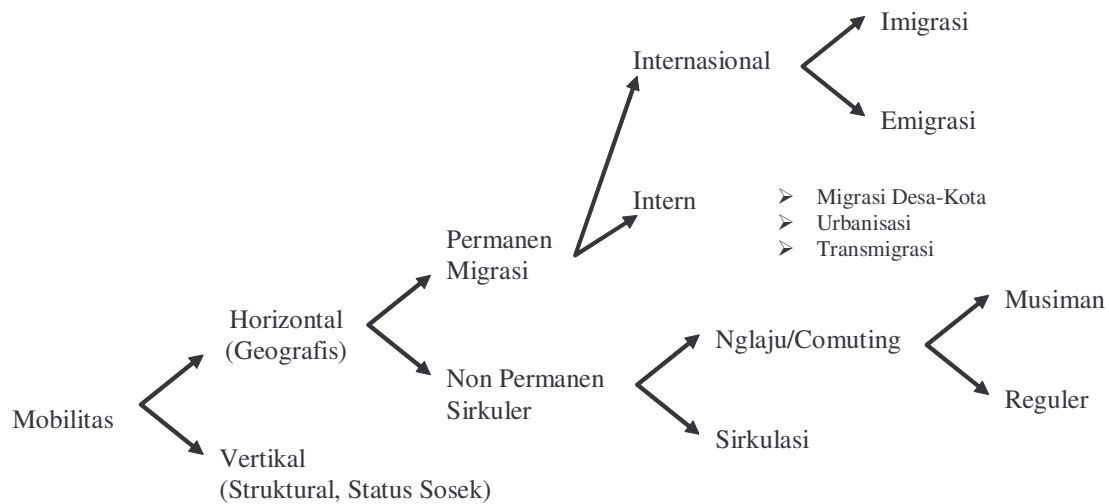 Imigrasi
Internasional
Emigrasi
Intern
➢ Migrasi Desa-Kota
➢ Urbanisasi
➢ Transmigrasi
Permanen
Migrasi
Musiman
Horizontal
(Geografis)
Nglaju/Comuting
Non Permanen
Sirkuler
Reguler
Mobilitas
Sirkulasi
Vertikal
(Struktural, Status Sosek)